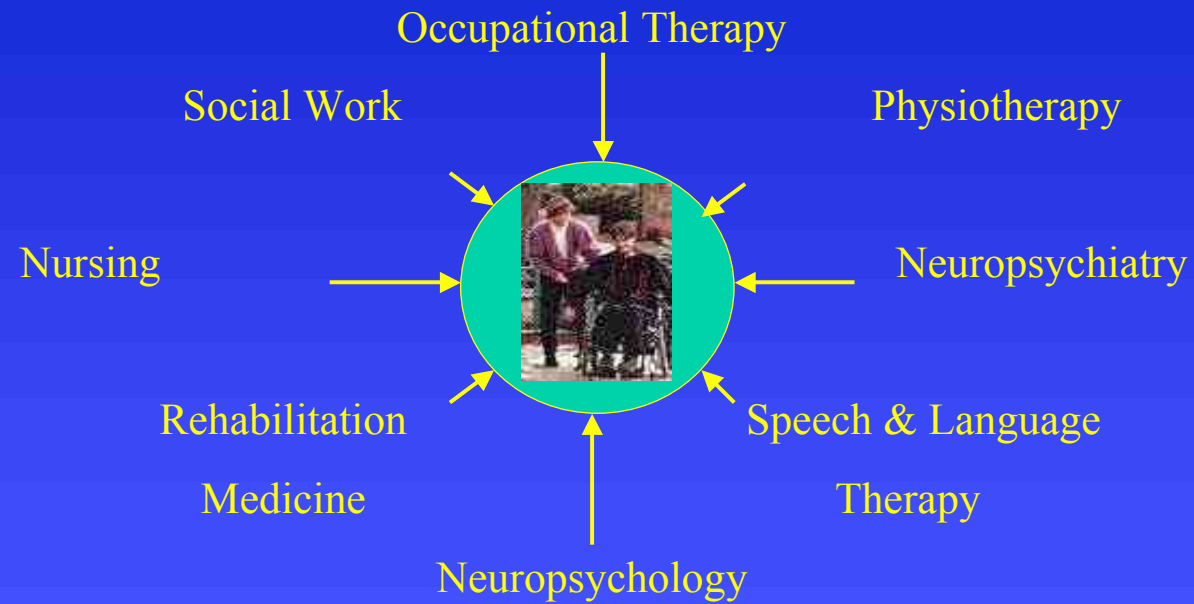 Occupational Therapy
Social Work
Physiotherapy
Nursing
Neuropsychiatry
Rehabilitation
Medicine
Speech & Language
Therapy
Neuropsychology